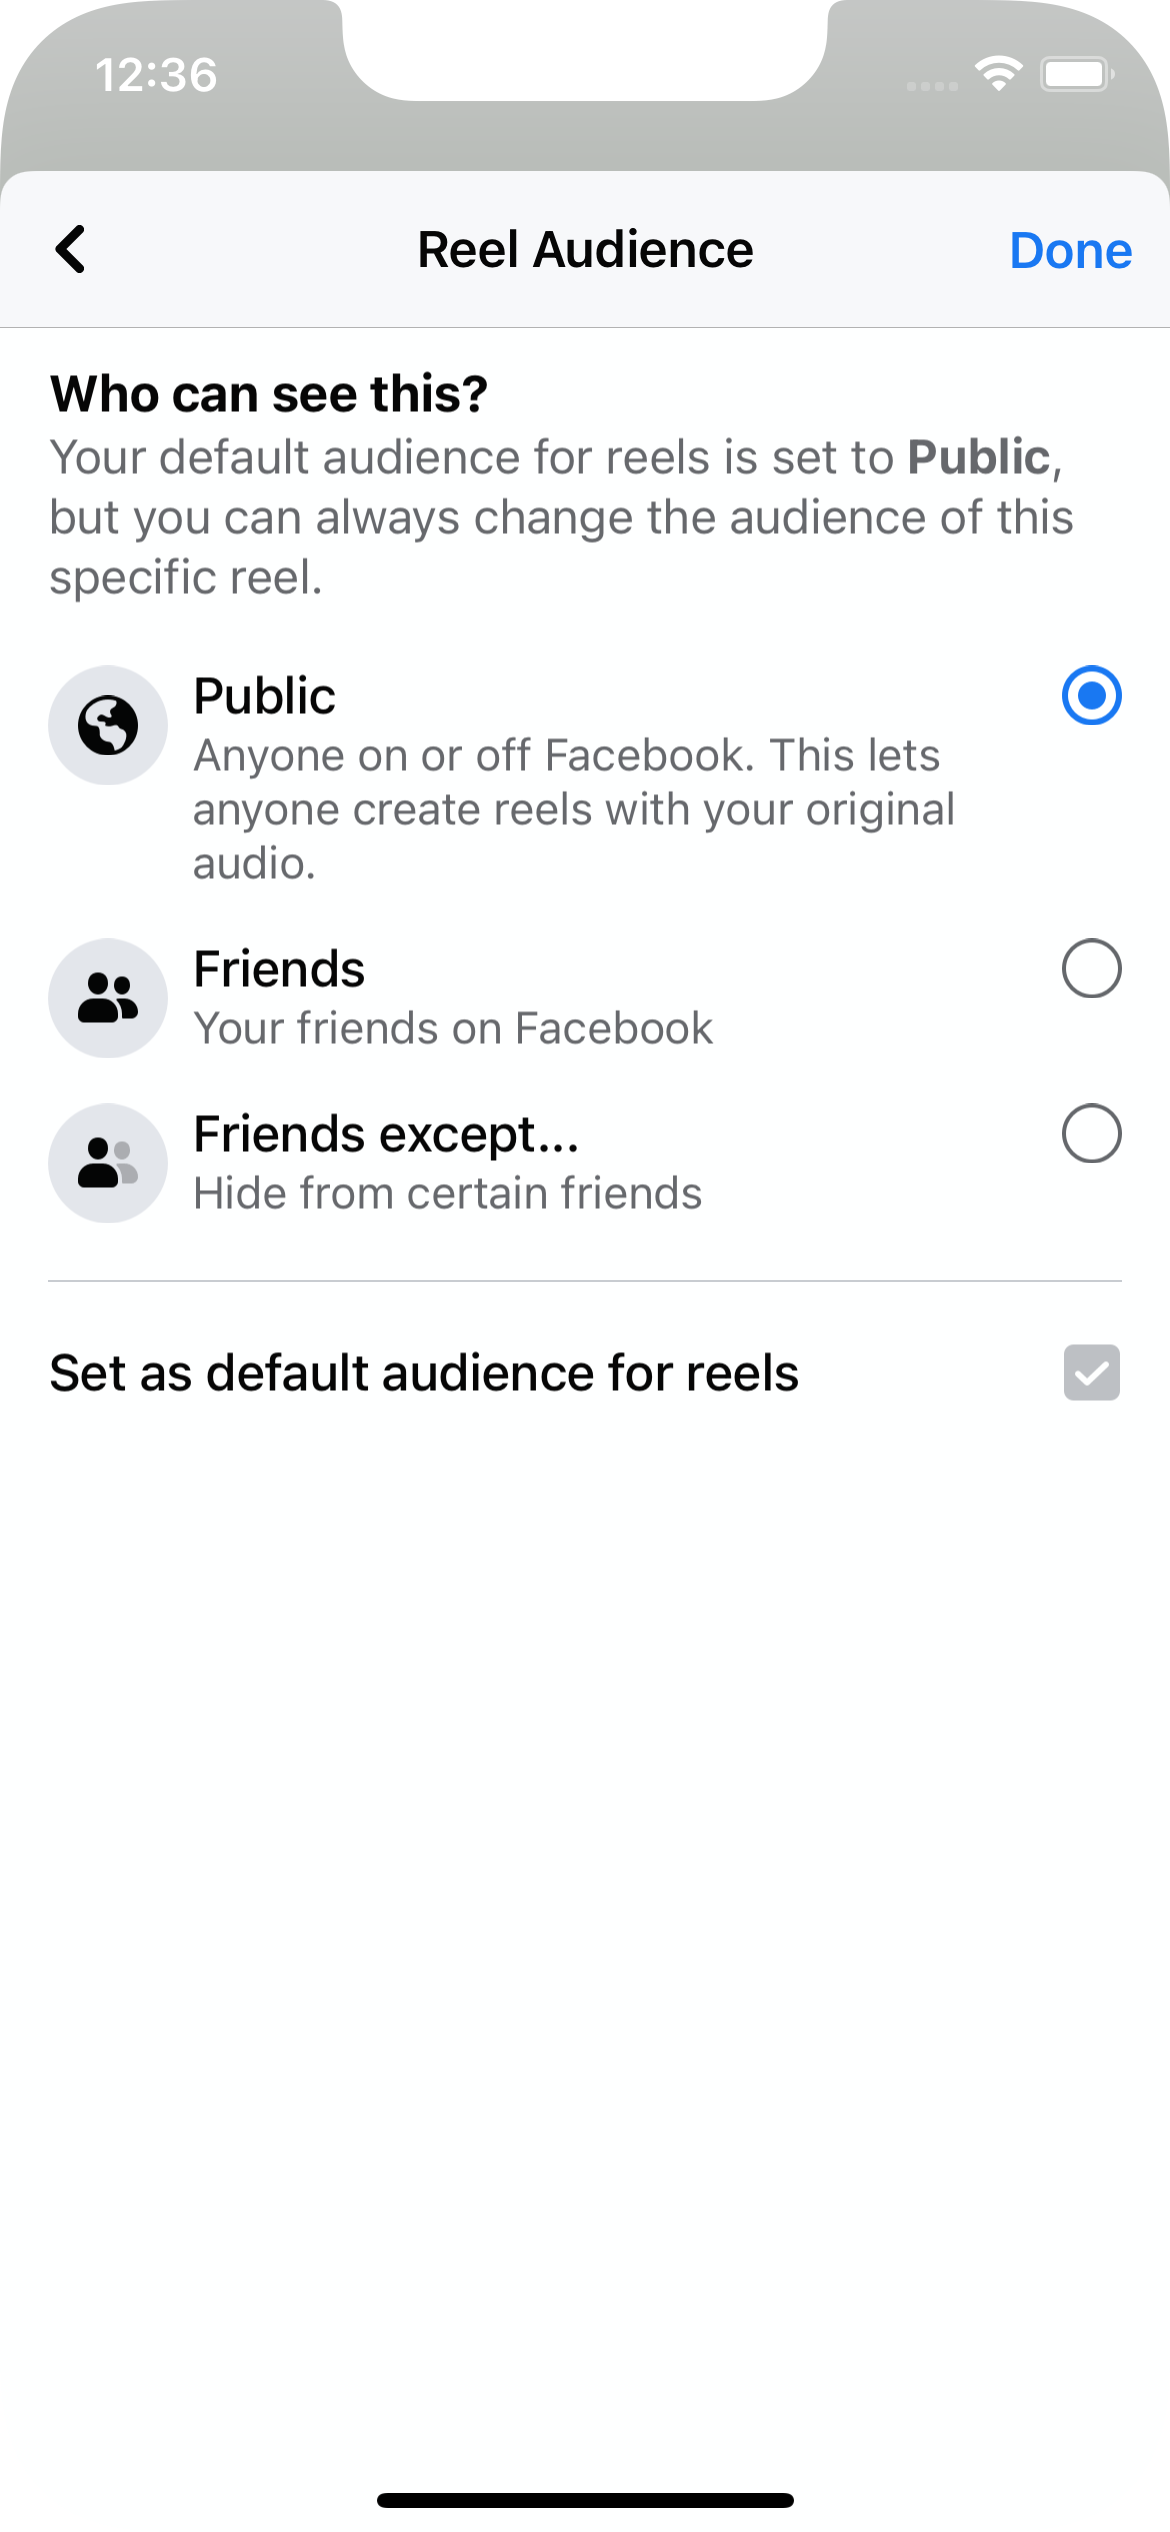 12:36
Reel Audience
Done
Who can see this?
Your default audience for reels is set to Public,
but you can always change the audience of this
specific reel.
Public
Anyone on or off Facebook. This lets
anyone create reels with your original
audio.
Friends
Your friends on Facebook
Friends except...
Hide from certain friends
Set as default audience for reels